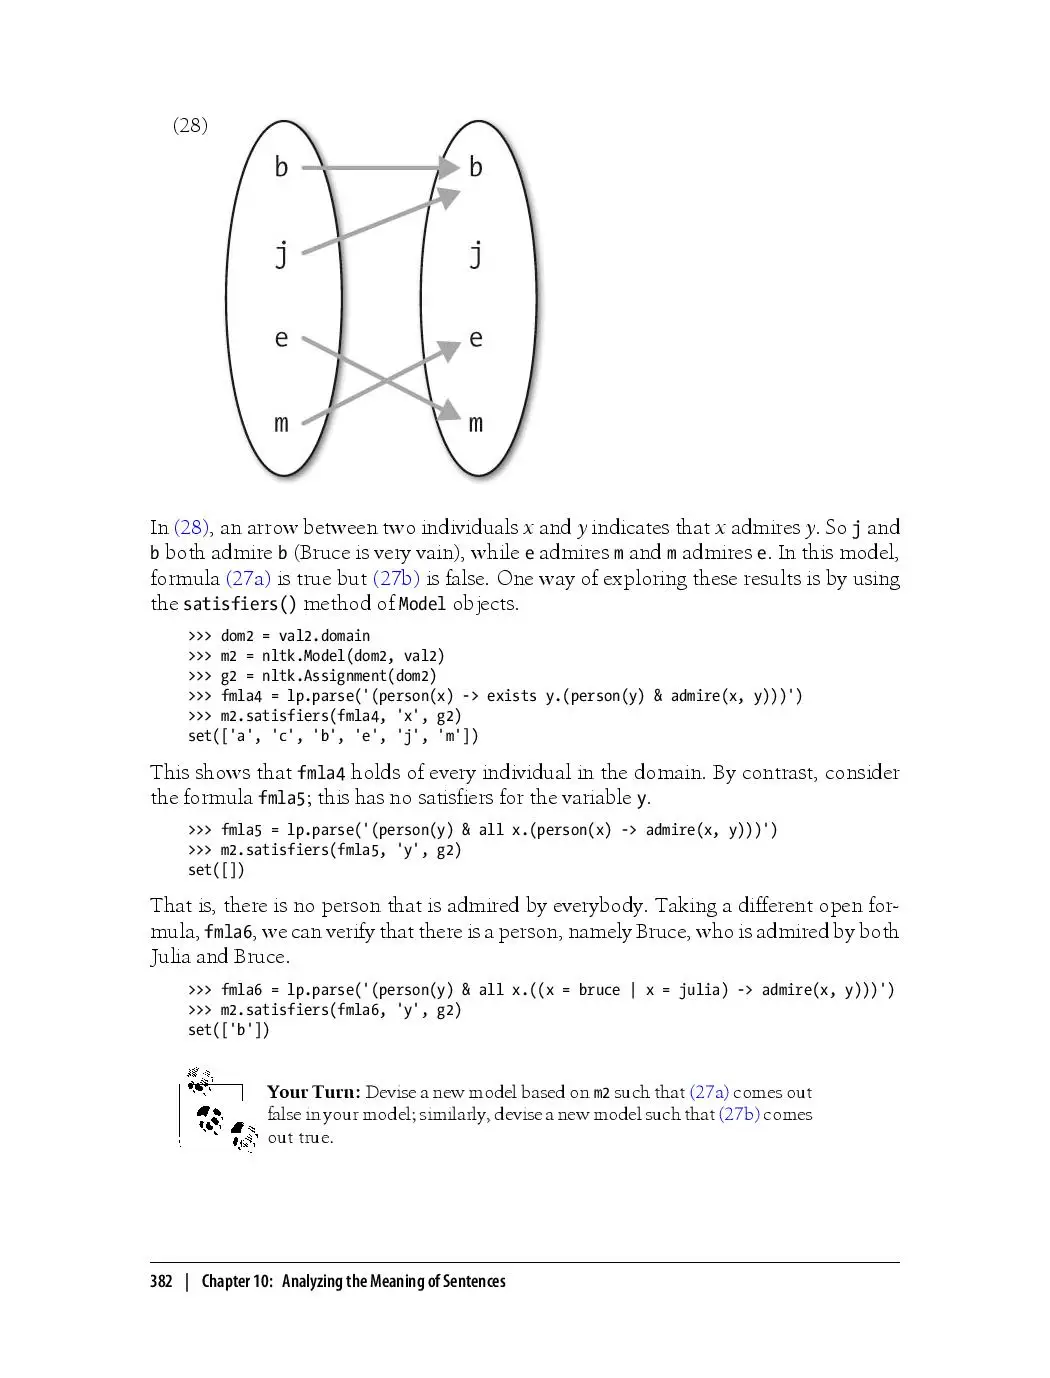 (28)
b b
j j
e e
m m
In (28), an arrow between two individuals x and y indicates that x admires y. So j and
b both admire b (Bruce is very vain), while e admires m and m admires e. In this model,
formula (27a) is true but (27b) is false. One way of exploring these results is by using
the satisfiers() method of Model objects.
>>> dom2 = val2.domain
>>> m2 = nltk.Model(dom2, val2)
>>> g2 = nltk.Assignment(dom2)
>>> fmla4 = lp.parse('(person(x) -> exists y.(person(y) & admire(x, y)))')
>>> m2.satisfiers(fmla4, 'x', g2)
set(['a', 'c', 'b', 'e', 'j', 'm'])
This shows that fmla4 holds of every individual in the domain. By contrast, consider
the formula fmla5; this has no satisfiers for the variable y.
>>> fmla5 = lp.parse('(person(y) & all x.(person(x) -> admire(x, y)))')
>>> m2.satisfiers(fmla5, 'y', g2)
set([])
That is, there is no person that is admired by everybody. Taking a different open for-
mula, fmla6, we can verify that there is a person, namely Bruce, who is admired by both
Julia and Bruce.
>>> fmla6 = lp.parse('(person(y) & all x.((x = bruce | x = julia) -> admire(x, y)))')
>>> m2.satisfiers(fmla6, 'y', g2)
set(['b'])
Your Turn: Devise a new model based on m2 such that (27a) comes out
false in your model; similarly, devise a new model such that (27b) comes
out true.
382 | Chapter 10: Analyzing the Meaning of Sentences